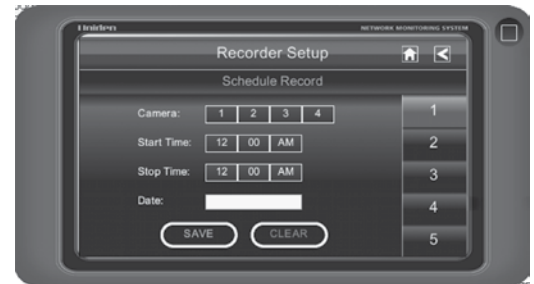 Uniden NETWORK MONITORING SYSTEM
Recorder Setup
Schedule Record
Camera: 1 2 3 4
Start Time: 12 00 AM
Stop Time: 12 00 AM
Date:
SAVE CLEAR
1
2
3
4
5